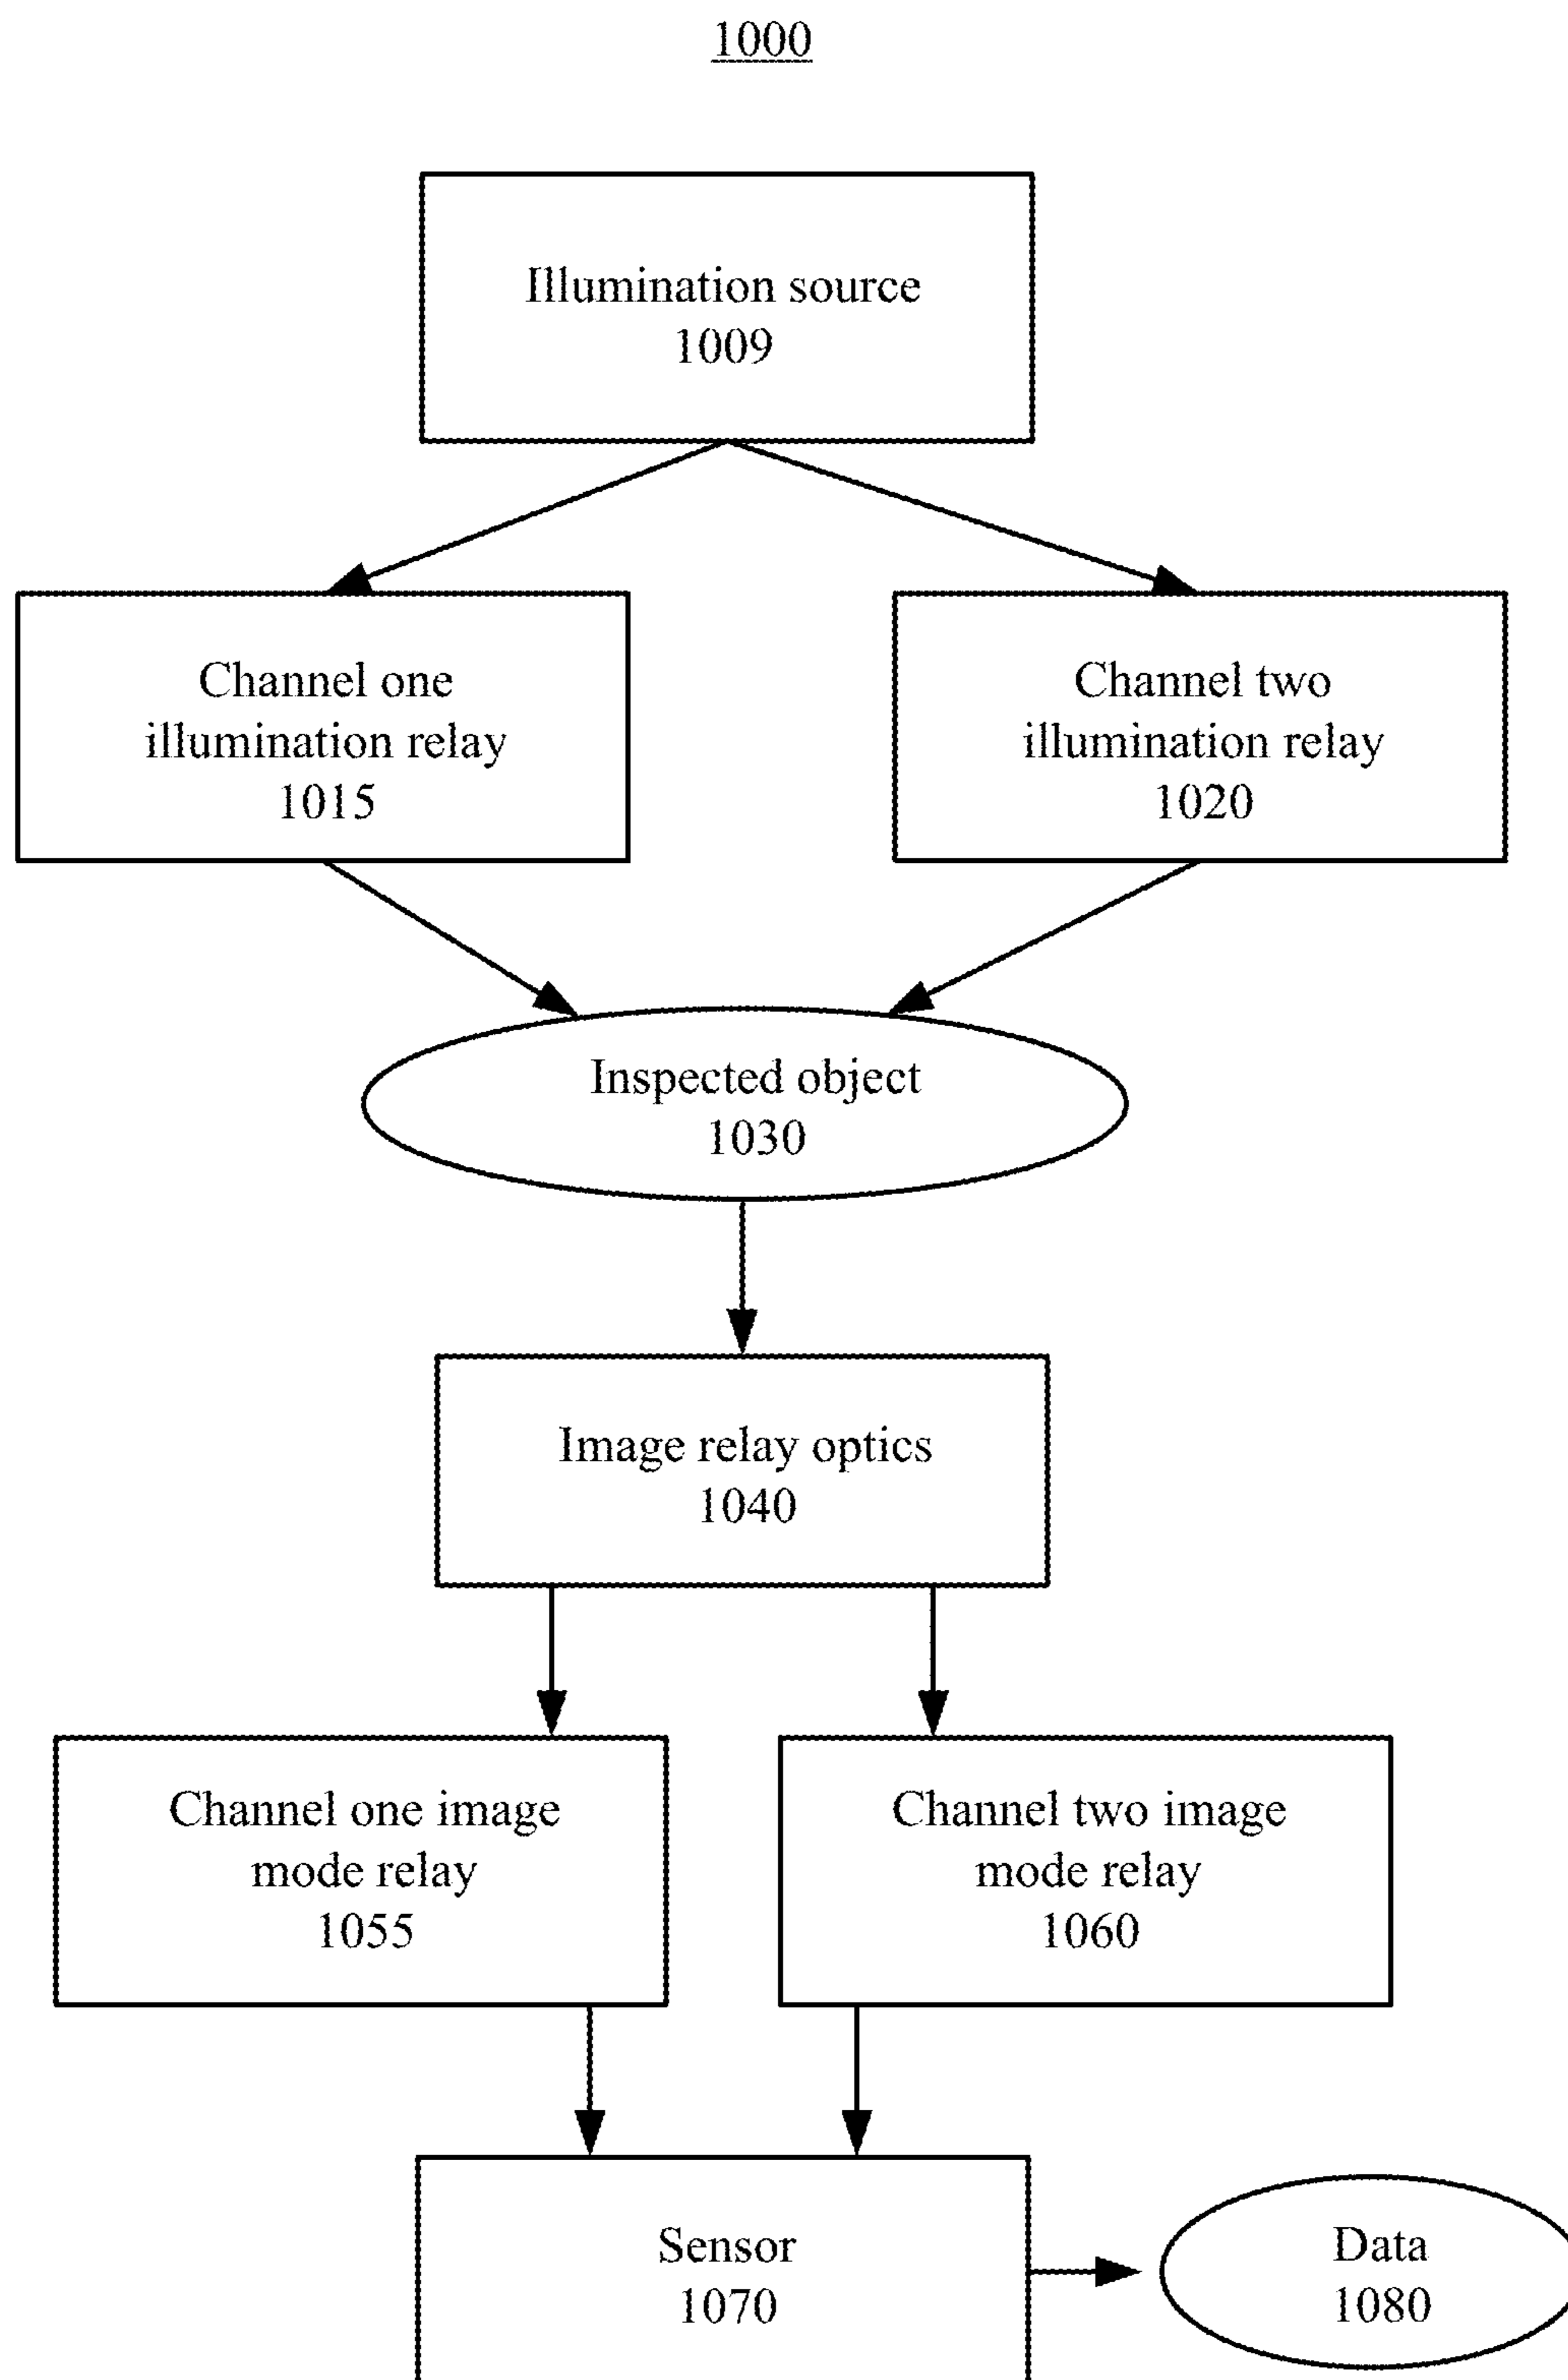 1000
Illumination source
1009
Channel one
illumination relay
1015
Channel two
illumination relay
1020
Inspected object
1030
Image relay optics
1040
Channel one image
mode relay
1055
Channel two image
mode relay
1060
Sensor
1070
Data
1080